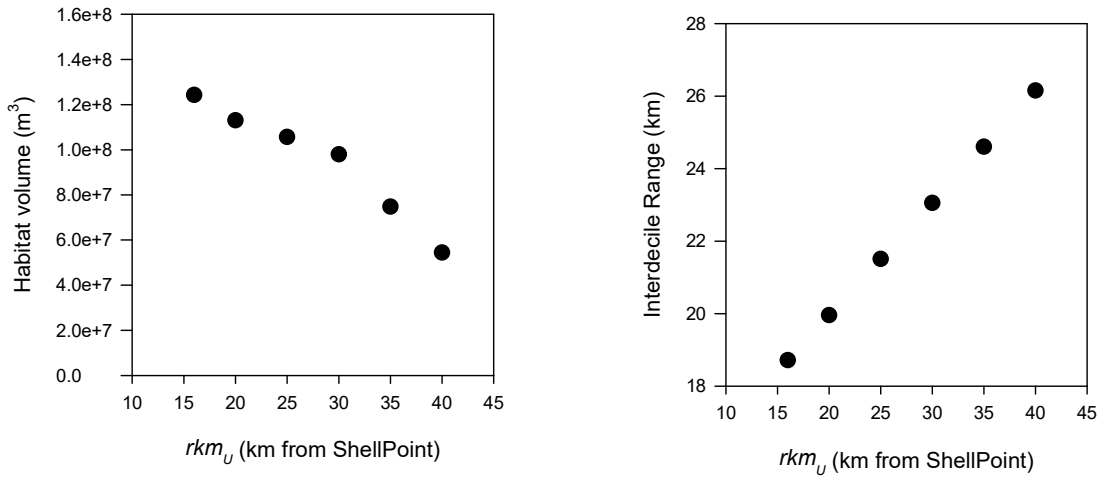 1.6e+8
1.4e+8
1.2e+8
1.0e+8
8.0e+7
6.0e+7
4.0e+7
2.0e+7
0.0
Habitat volume (m³)
10 15 20 25 30 35 40 45
rkm_U (km from ShellPoint)
28
26
24
22
20
18
Interdecile Range (km)
10 15 20 25 30 35 40 45
rkm_U (km from ShellPoint)